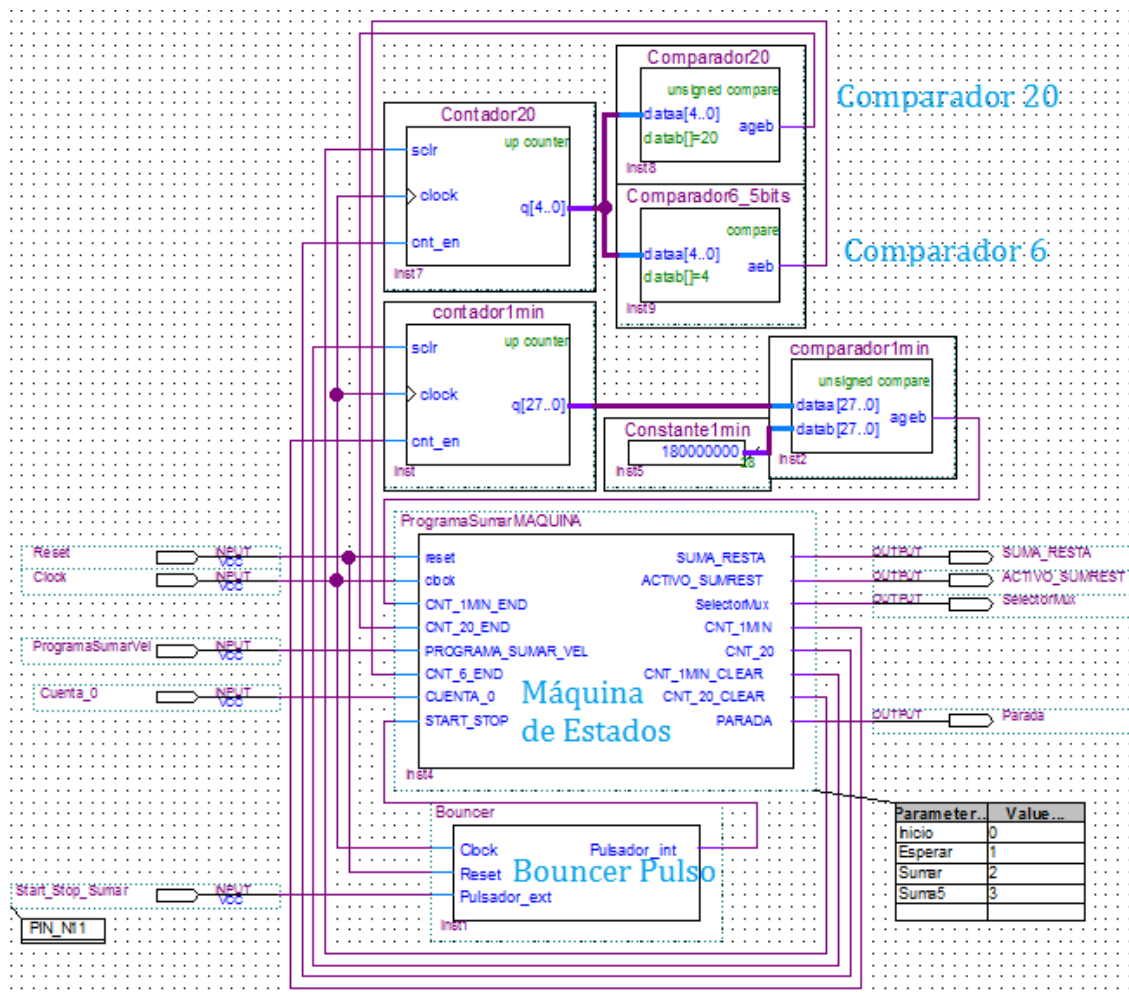 Comparador20
unsigned compare
dataa[4..0]
datab[]=20
ageb
inst8
Comparador 20
Contador20
up counter
sclr
clock
q[4..0]
cnt_en
inst7
Comparador6_5bits
compare
dataa[4..0]
datab[]=4
aeb
inst9
Comparador 6
contador1min
up counter
sclr
clock
q[27..0]
cnt_en
inst
comparador1min
unsigned compare
dataa[27..0]
datab[27..0]
ageb
inst2
Constante1min
180000000
28
inst5
ProgramaSumarMAQUINA
reset
clock
CNT_1MIN_END
CNT_20_END
PROGRAMA_SUMAR_VEL
CNT_6_END
CUENTA_0
START_STOP
SUMA_RESTA
ACTIVO_SUMREST
SelectorMux
CNT_1MIN
CNT_20
CNT_1MIN_CLEAR
CNT_20_CLEAR
PARADA
Máquina
de Estados
inst4
Reset
INPUT
VCC
Clock
INPUT
VCC
ProgramaSumarVel
INPUT
VCC
Cuenta_0
INPUT
VCC
OUTPUT
SUMA_RESTA
OUTPUT
ACTIVO_SUMREST
OUTPUT
SelectorMux
OUTPUT
Parada
Bouncer
Clock
Reset
Pulsador_ext
Pulsador_int
Bouncer Pulso
inst1
Start_Stop_Sumar
INPUT
VCC
PIN_N11
Parameter... Value...
Inicio 0
Esperar 1
Sumar 2
Suma5 3